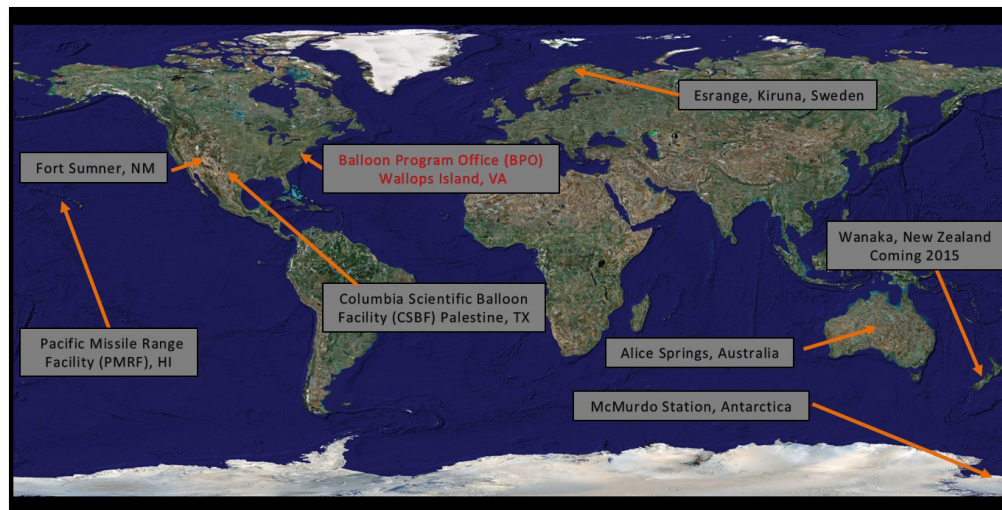 Esrange, Kiruna, Sweden
Fort Sumner, NM
Balloon Program Office (BPO)
Wallops Island, VA
Wanaka, New Zealand
Coming 2015
Columbia Scientific Balloon
Facility (CSBF) Palestine, TX
Pacific Missile Range
Facility (PMRF), HI
Alice Springs, Australia
McMurdo Station, Antarctica